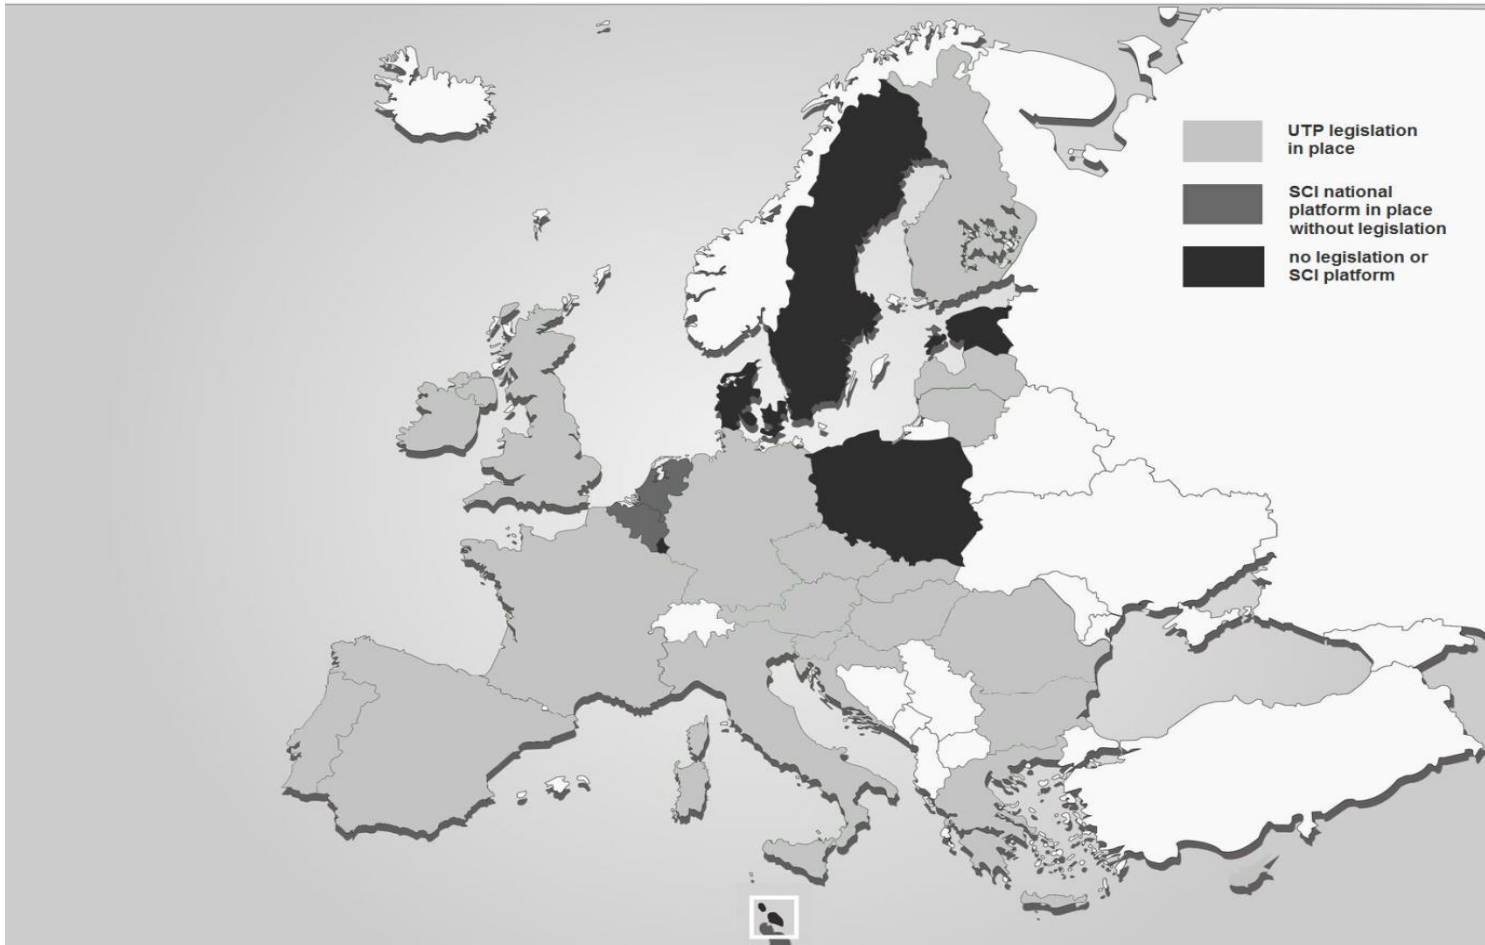 UTP legislation
in place
SCI national
platform in place
without legislation
no legislation or
SCI platform